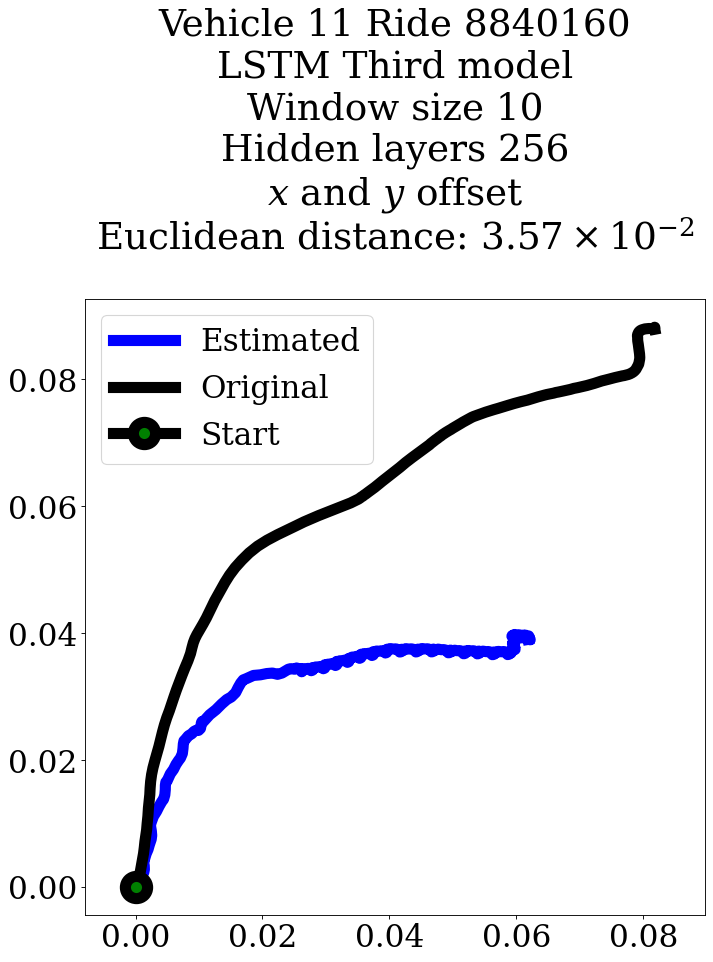 Vehicle 11 Ride 8840160
LSTM Third model
Window size 10
Hidden layers 256
x and y offset
Euclidean distance: 3.57 × 10⁻²
Estimated
Original
Start
0.08
0.06
0.04
0.02
0.00
0.00 0.02 0.04 0.06 0.08